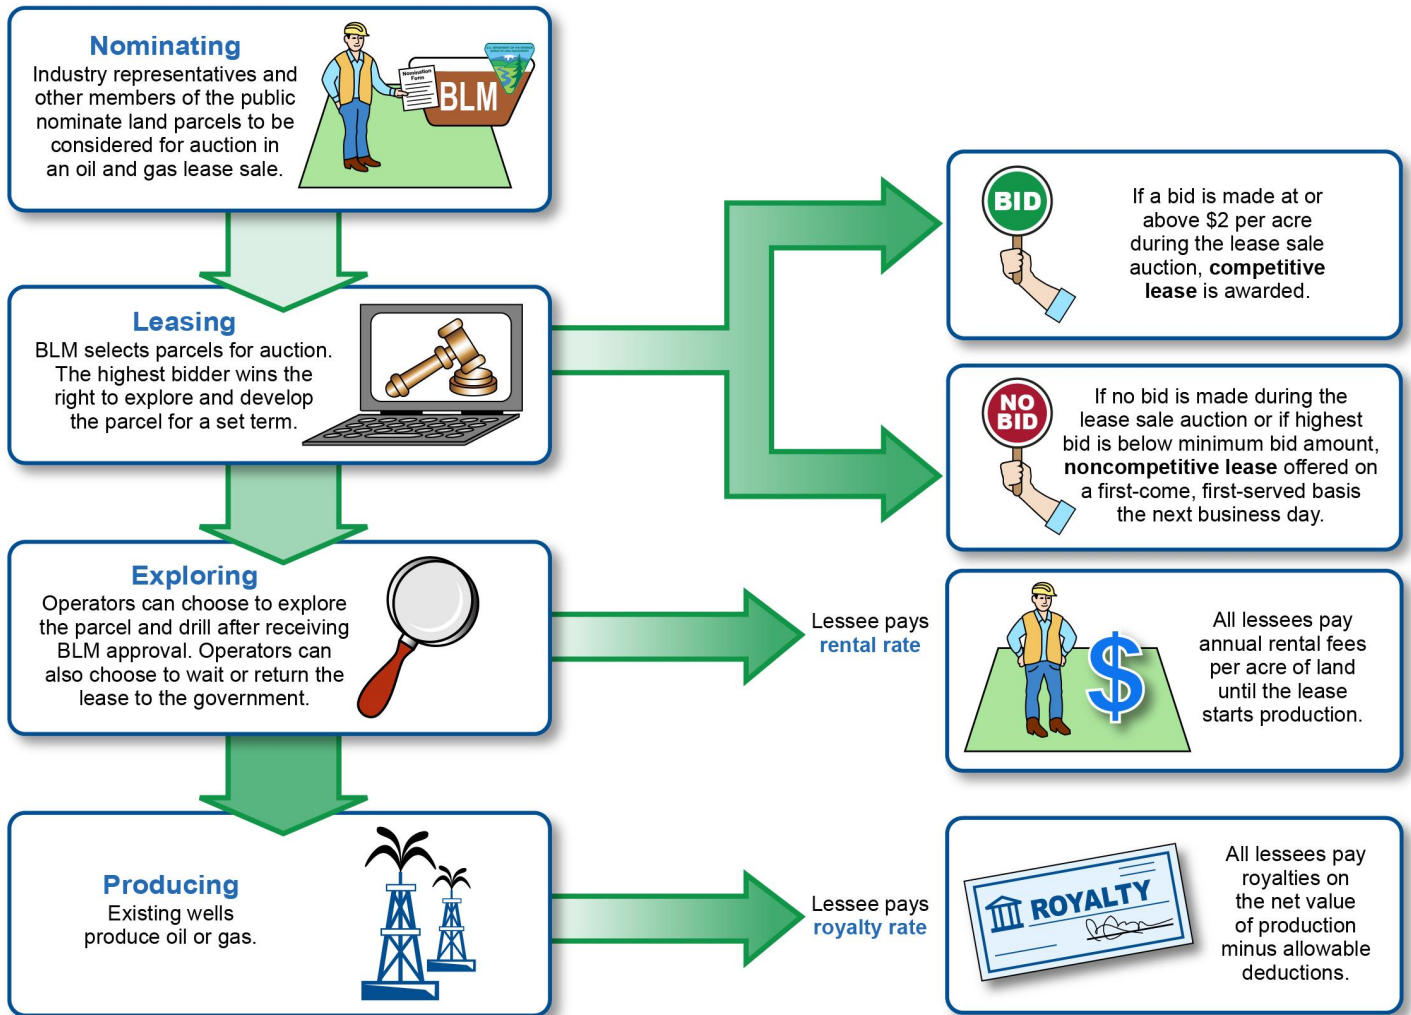 Nominating
Industry representatives and
other members of the public
nominate land parcels to be
considered for auction in
an oil and gas lease sale.
Nomination
Form
BLM
Leasing
BLM selects parcels for auction.
The highest bidder wins the
right to explore and develop
the parcel for a set term.
BID
If a bid is made at or
above $2 per acre
during the lease sale
auction, competitive
lease is awarded.
NO
BID
If no bid is made during the
lease sale auction or if highest
bid is below minimum bid amount,
noncompetitive lease offered on
a first-come, first-served basis
the next business day.
Exploring
Operators can choose to explore
the parcel and drill after receiving
BLM approval. Operators can
also choose to wait or return the
lease to the government.
Lessee pays
rental rate
$
All lessees pay
annual rental fees
per acre of land
until the lease
starts production.
Producing
Existing wells
produce oil or gas.
Lessee pays
royalty rate
ROYALTY
All lessees pay
royalties on
the net value
of production
minus allowable
deductions.